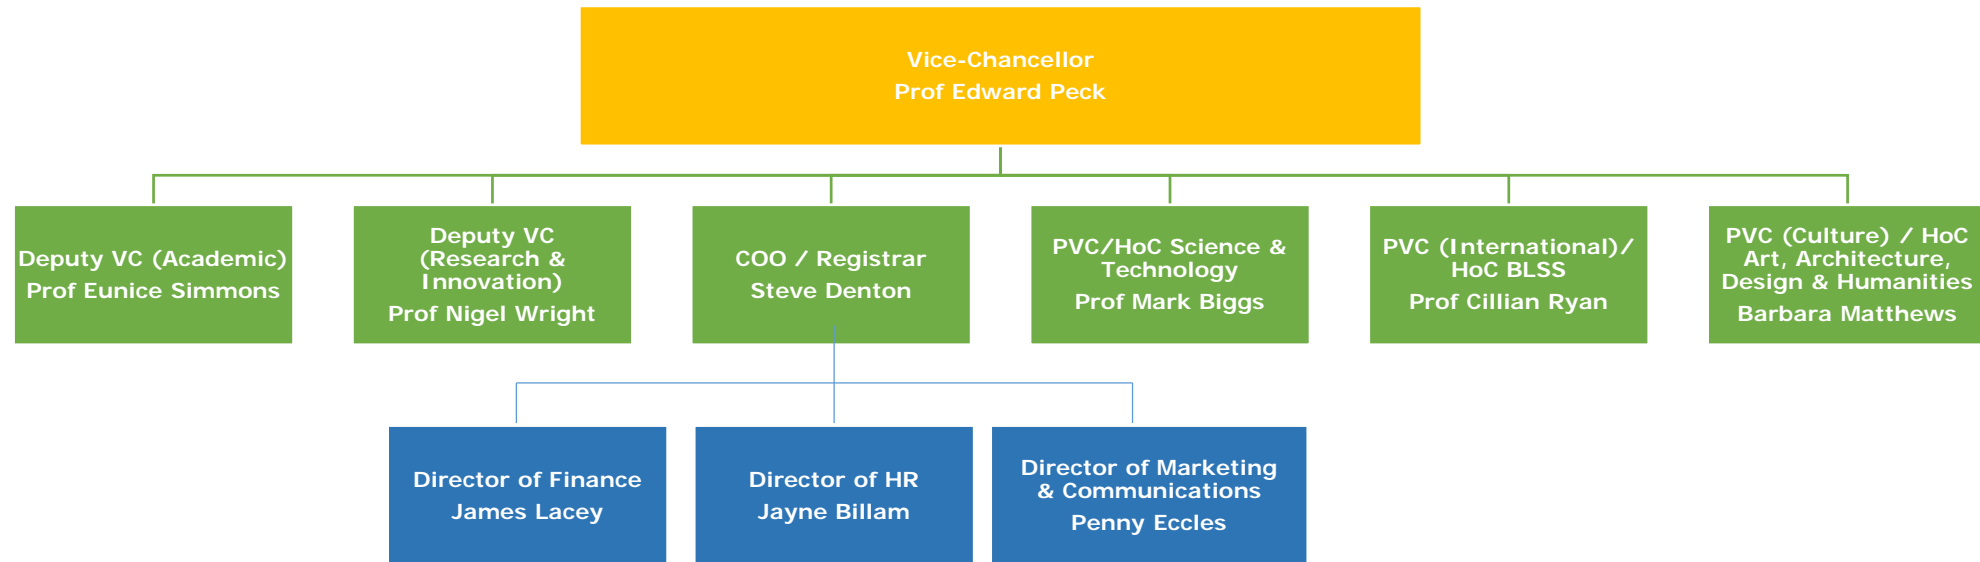 Vice-Chancellor
Prof Edward Peck
Deputy VC (Academic)
Prof Eunice Simmons
Deputy VC
(Research &
Innovation)
Prof Nigel Wright
COO / Registrar
Steve Denton
PVC/HoC Science &
Technology
Prof Mark Biggs
PVC (International)/
HoC BLSS
Prof Cillian Ryan
PVC (Culture) / HoC
Art, Architecture,
Design & Humanities
Barbara Matthews
Director of Finance
James Lacey
Director of HR
Jayne Billam
Director of Marketing
& Communications
Penny Eccles